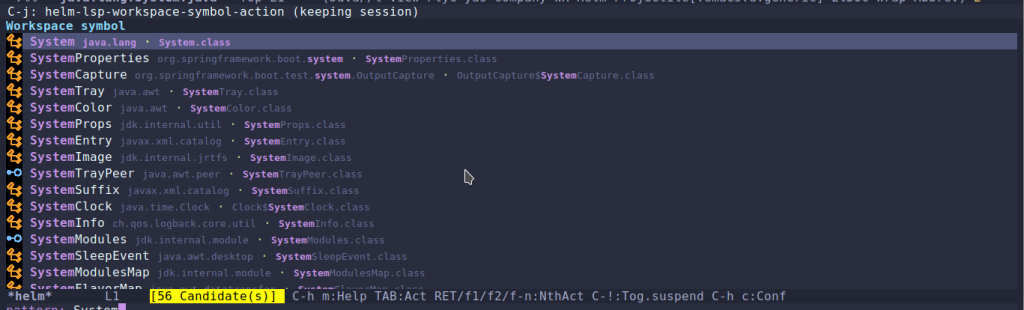 C-j: helm-lsp-workspace-symbol-action (keeping session)
Workspace symbol
System java.lang · System.class
SystemProperties org.springframework.boot.system · SystemProperties.class
SystemCapture org.springframework.boot.test.system.OutputCapture · OutputCapture$SystemCapture.class
SystemTray java.awt · SystemTray.class
SystemColor java.awt · SystemColor.class
SystemProps jdk.internal.util · SystemProps.class
SystemEntry javax.xml.catalog · SystemEntry.class
SystemImage jdk.internal.jrtfs · SystemImage.class
SystemTrayPeer java.awt.peer · SystemTrayPeer.class
SystemSuffix javax.xml.catalog · SystemSuffix.class
SystemClock java.time.Clock · Clock$SystemClock.class
SystemInfo ch.qos.logback.core.util · SystemInfo.class
SystemModules jdk.internal.module · SystemModules.class
SystemSleepEvent java.awt.desktop · SystemSleepEvent.class
SystemModulesMap jdk.internal.module · SystemModulesMap.class
SystemFlavorMap
*helm* L1 [56 Candidate(s)] C-h m:Help TAB:Act RET/f1/f2/f-n:NthAct C-!:Tog.suspend C-h c:Conf
pattern: System